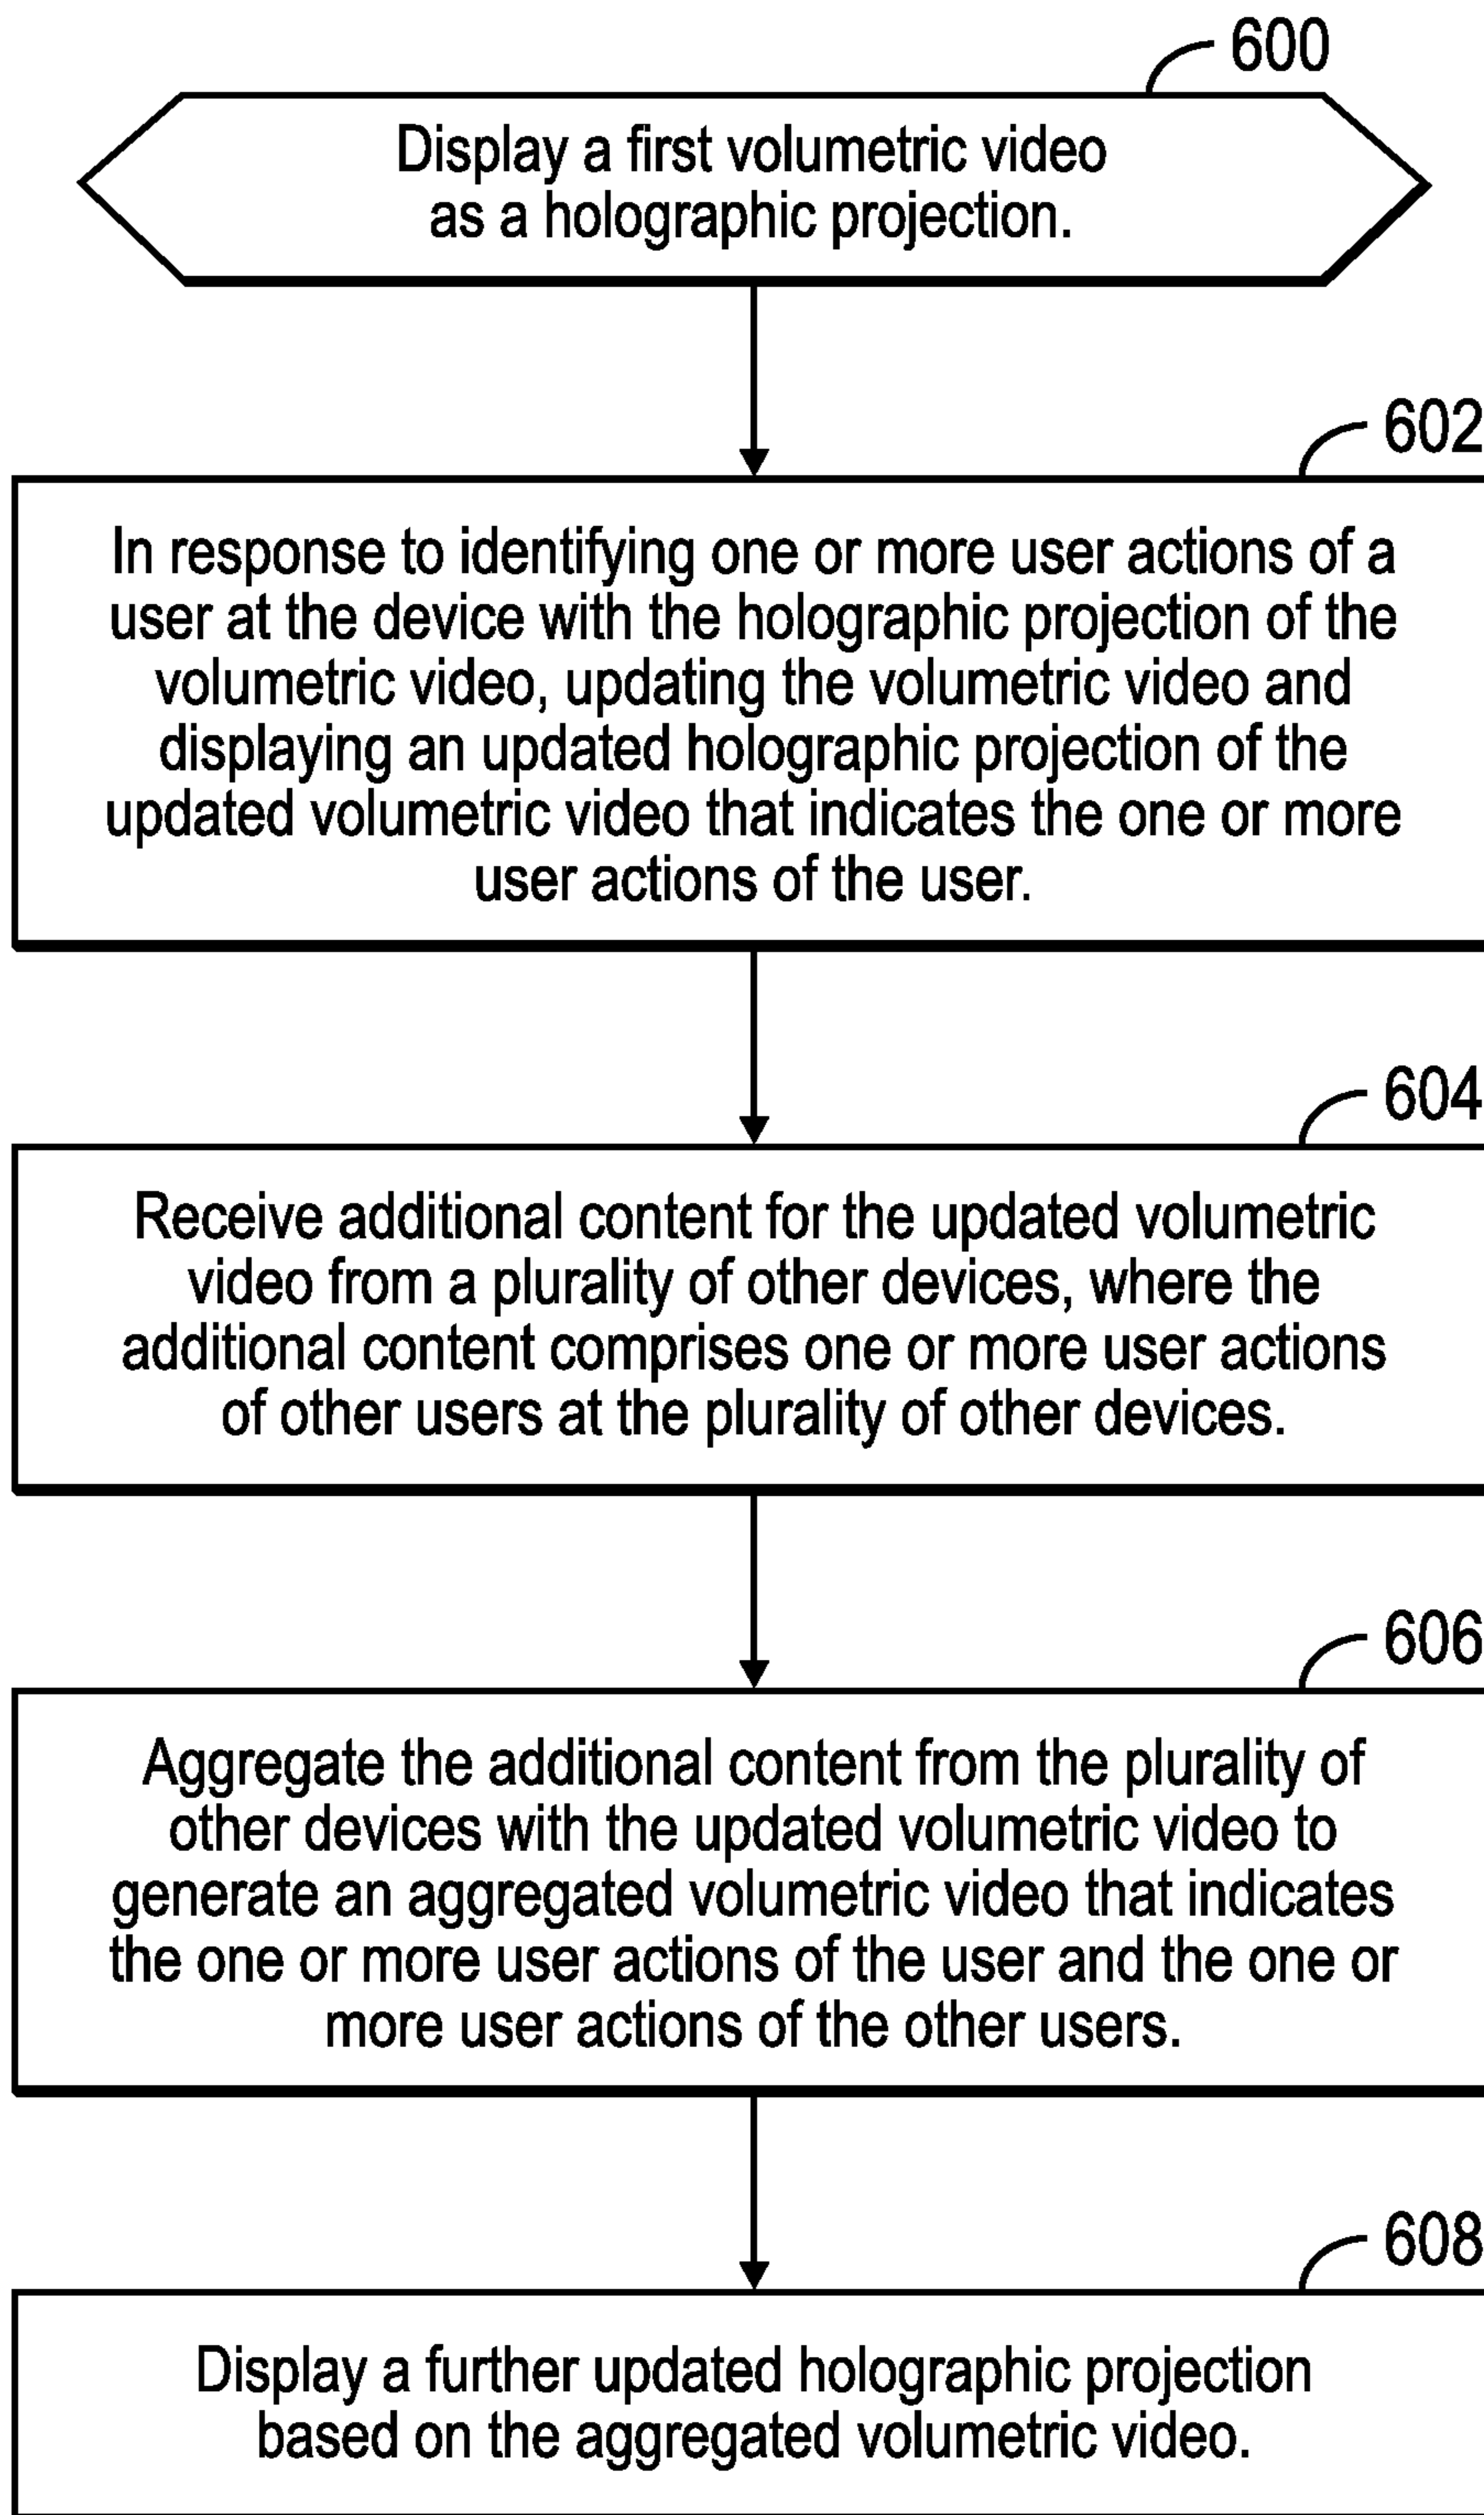 600
Display a first volumetric video
as a holographic projection.
602
In response to identifying one or more user actions of a
user at the device with the holographic projection of the
volumetric video, updating the volumetric video and
displaying an updated holographic projection of the
updated volumetric video that indicates the one or more
user actions of the user.
604
Receive additional content for the updated volumetric
video from a plurality of other devices, where the
additional content comprises one or more user actions
of other users at the plurality of other devices.
606
Aggregate the additional content from the plurality of
other devices with the updated volumetric video to
generate an aggregated volumetric video that indicates
the one or more user actions of the user and the one or
more user actions of the other users.
608
Display a further updated holographic projection
based on the aggregated volumetric video.